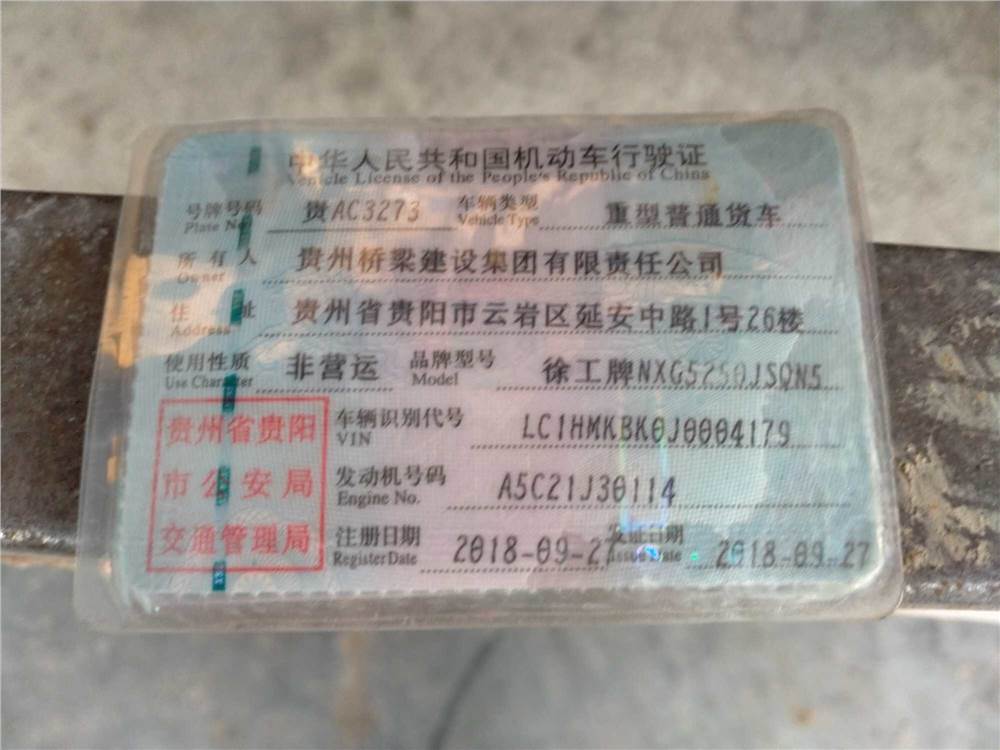 中华人民共和国机动车行驶证
Vehicle License of the People's Republic of China
号牌号码 贵AC3273 车辆类型 重型普通货车
Plate No. Vehicle Type
所有人 贵州桥梁建设集团有限责任公司
Owner
住址 贵州省贵阳市云岩区延安中路1号26楼
Address
使用性质 非营运 品牌型号 徐工牌NXG5250JSQN5
Use Character Model
车辆识别代号 LC1HMKBK0J0004179
VIN
发动机号码 A5C21J30114
Engine No.
注册日期 2018-09-27 发证日期 2018-09-27
Register Date Issue Date
贵州省贵阳
市公安局
交通管理局